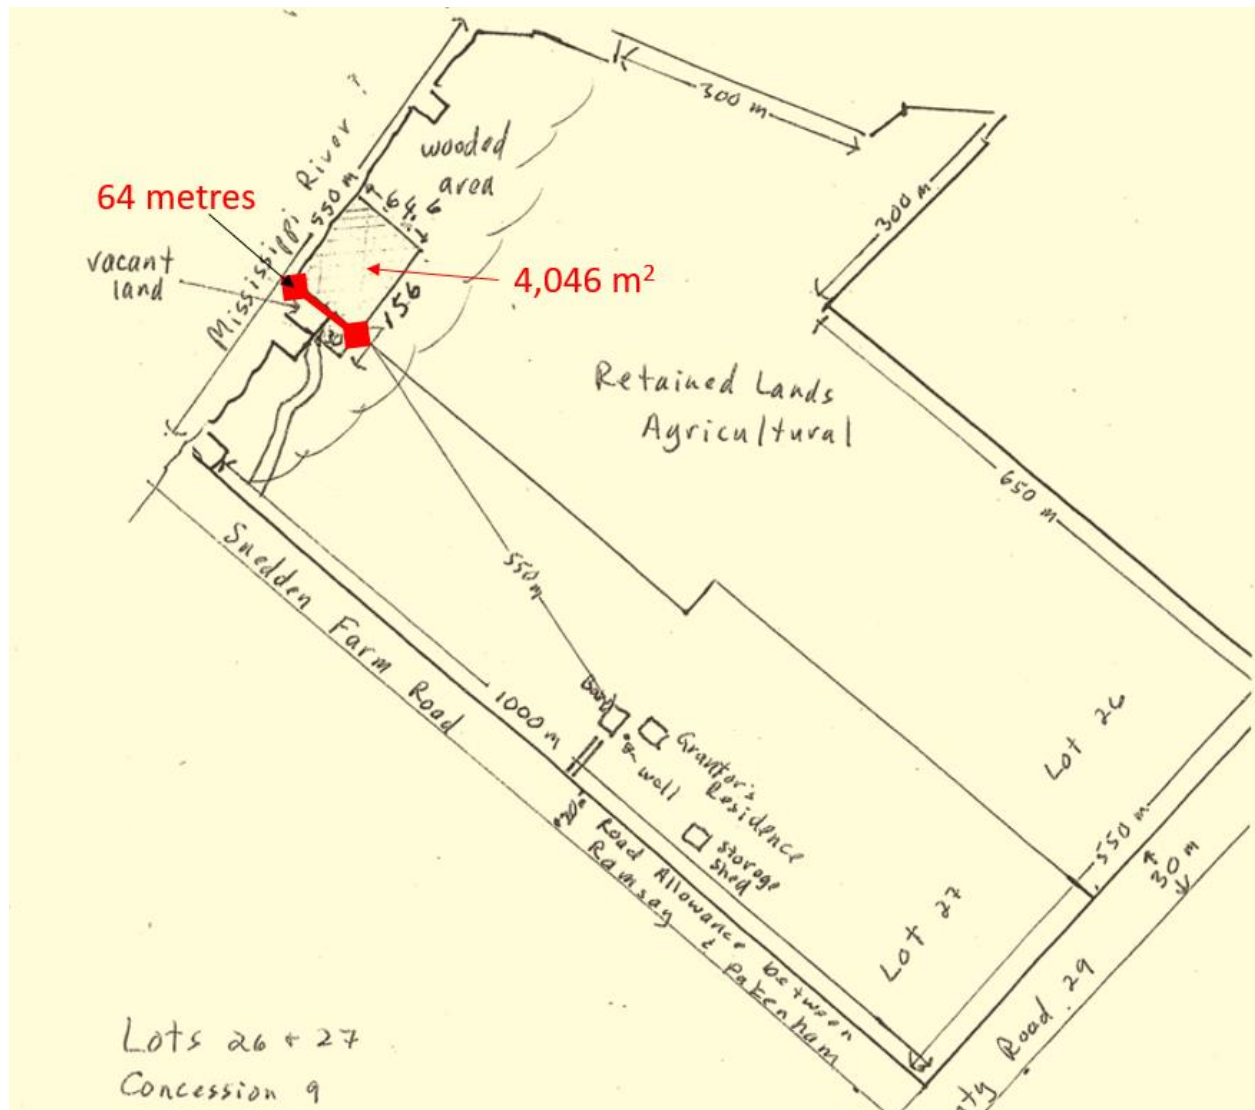 300 m
wooded
area
Mississippi River ?
550 m
64.6
300 m
64 metres
vacant
land
4,046 m²
156
30
Retained Lands
Agricultural
650 m
Snedden Farm Road
550m
1000 m
Barn
well
Grantor's
Residence
storage
shed
Lot 26
Lot 27
550 m
30 m
Road Allowance between
Ramsay & Pakenham
Road 29
Lots 26 + 27
Concession 9